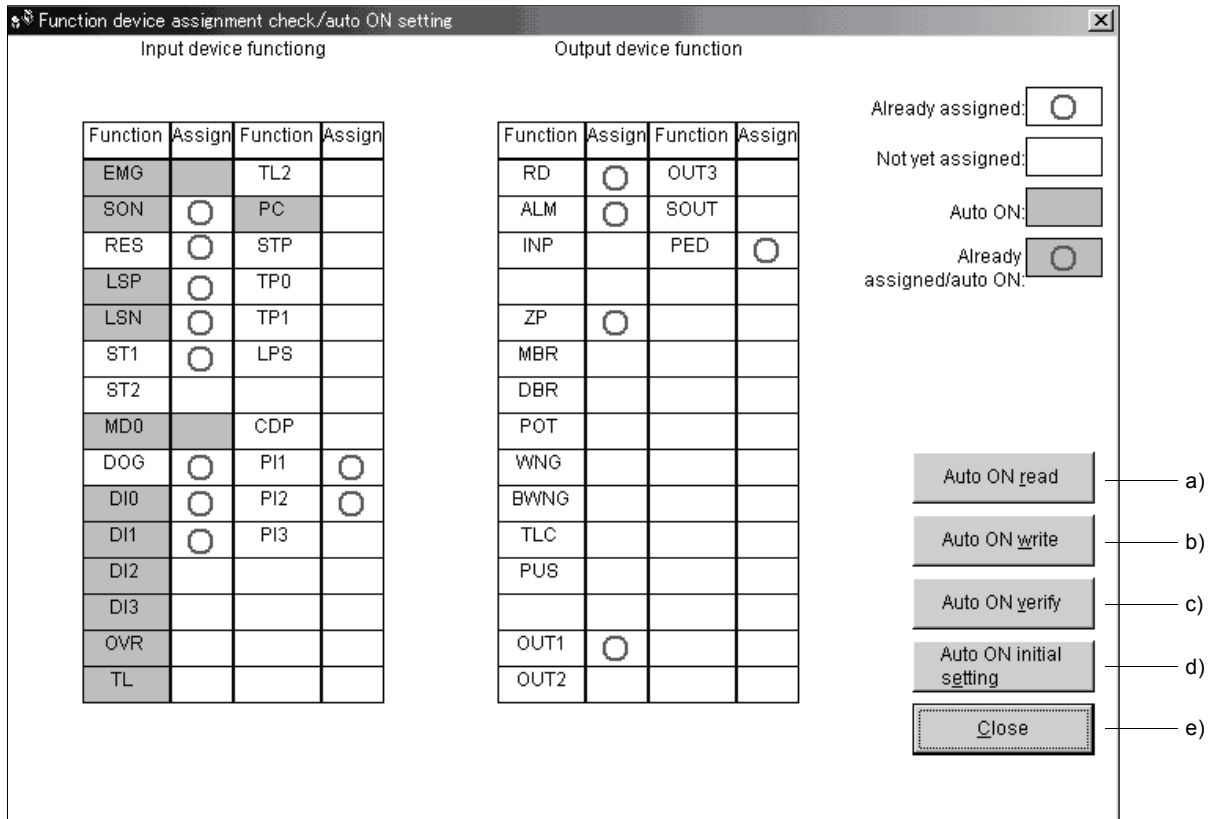 Function device assignment check/auto ON setting
Input device functiong
Output device function
Already assigned:
Not yet assigned:
Auto ON:
Already
assigned/auto ON:
Function Assign Function Assign
EMG TL2
SON PC
RES STP
LSP TP0
LSN TP1
ST1 LPS
ST2
MD0 CDP
DOG PI1
DI0 PI2
DI1 PI3
DI2
DI3
OVR
TL
Function Assign Function Assign
RD OUT3
ALM SOUT
INP PED
ZP
MBR
DBR
POT
WNG
BWNG
TLC
PUS
OUT1
OUT2
Auto ON read
a)
Auto ON write
b)
Auto ON verify
c)
Auto ON initial
setting
d)
Close
e)